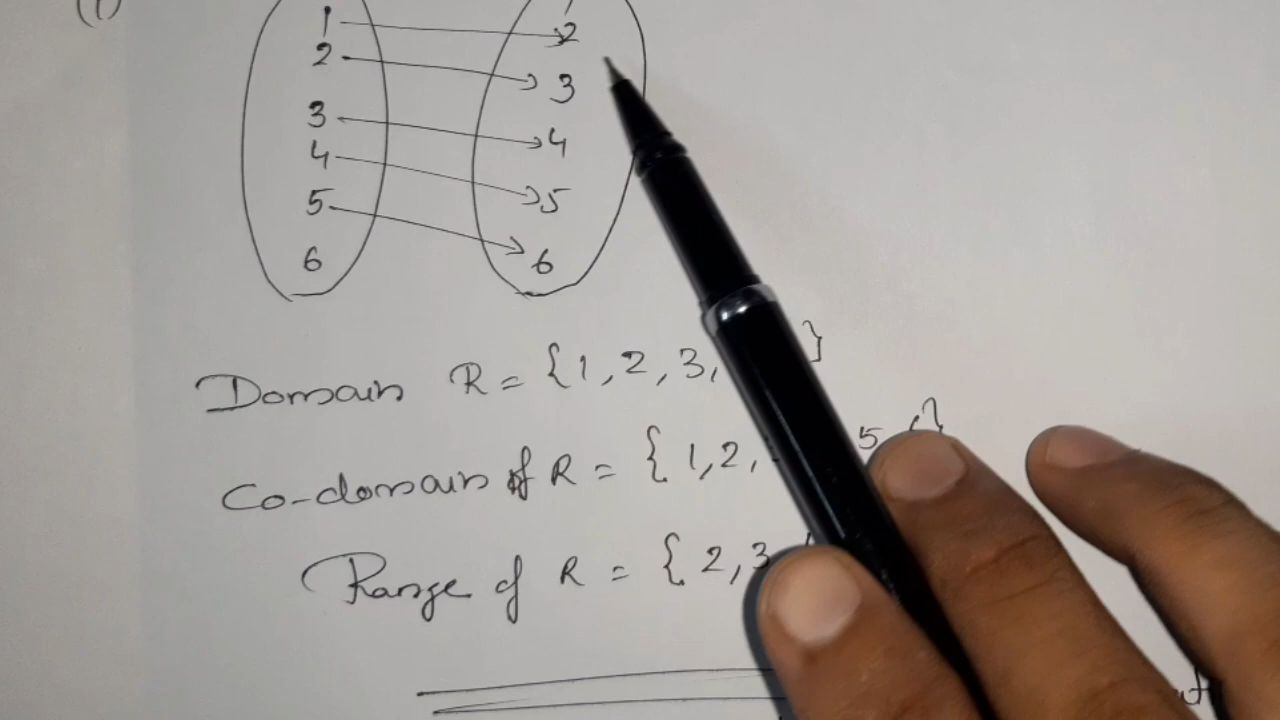 1 2
2 3
3 4
4 5
5 6
6
Domain R = {1, 2, 3, }
Co-domain of R = { 1, 2, 5 }
Range of R = { 2, 3